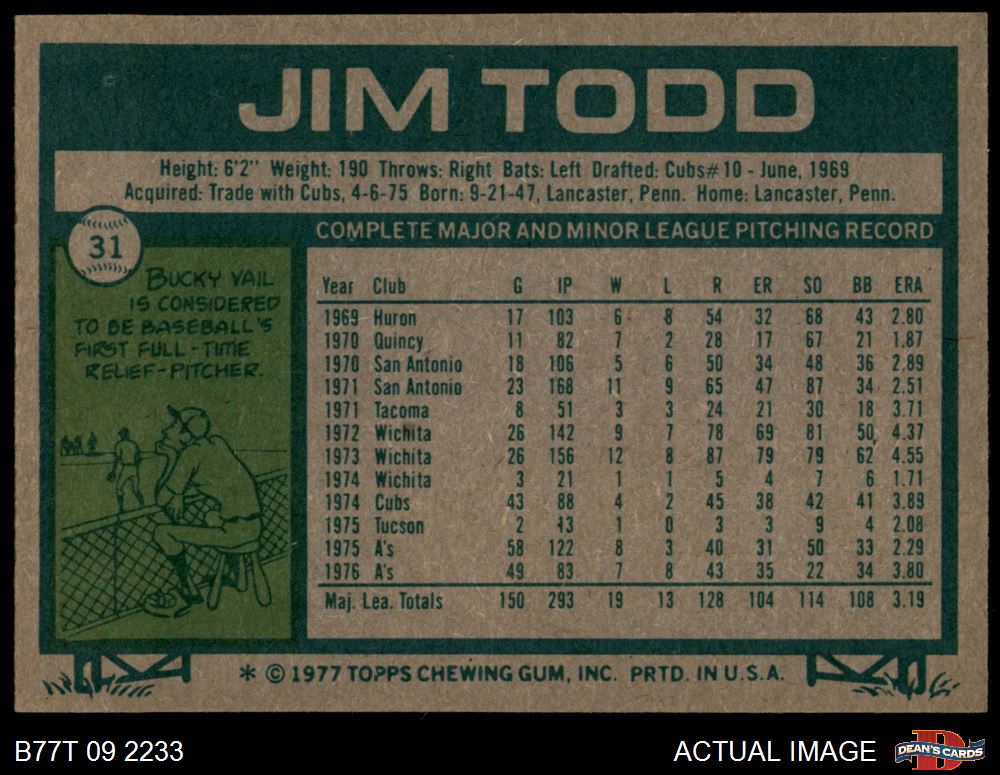 JIM TODD
Height: 6'2" Weight: 190 Throws: Right Bats: Left Drafted: Cubs#10 - June, 1969
Acquired: Trade with Cubs, 4-6-75 Born: 9-21-47, Lancaster, Penn. Home: Lancaster, Penn.
31
BUCKY VAIL
IS CONSIDERED
TO BE BASEBALL'S
FIRST FULL-TIME
RELIEF-PITCHER.
COMPLETE MAJOR AND MINOR LEAGUE PITCHING RECORD
Year Club G IP W L R ER SO BB ERA
1969 Huron 17 103 6 8 54 32 68 43 2.80
1970 Quincy 11 82 7 2 28 17 67 21 1.87
1970 San Antonio 18 106 5 6 50 34 48 36 2.89
1971 San Antonio 23 168 11 9 65 47 87 34 2.51
1971 Tacoma 8 51 3 3 24 21 30 18 3.71
1972 Wichita 26 142 9 7 78 69 81 50 4.37
1973 Wichita 26 156 12 8 87 79 79 62 4.55
1974 Wichita 3 21 1 1 5 4 7 6 1.71
1974 Cubs 43 88 4 2 45 38 42 41 3.89
1975 Tucson 2 13 1 0 3 3 9 4 2.08
1975 A's 58 122 8 3 40 31 50 33 2.29
1976 A's 49 83 7 8 43 35 22 34 3.80
Maj. Lea. Totals 150 293 19 13 128 104 114 108 3.19
* © 1977 TOPPS CHEWING GUM, INC. PRTD. IN U.S.A.
B77T 09 2233
ACTUAL IMAGE
DEAN'S CARDS